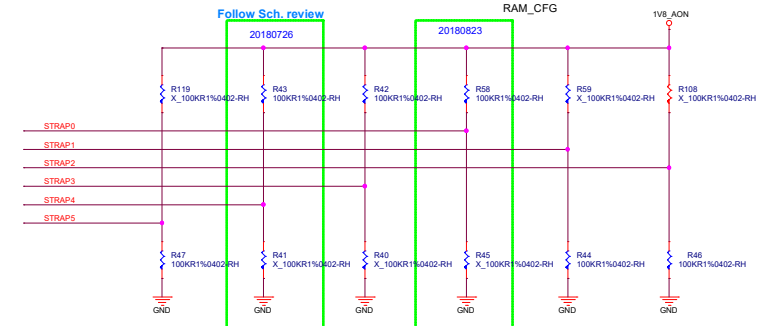 RAM_CFG
Follow Sch. review
1V8_AON
20180726
20180823
R119
X_100KR1%0402-RH
R43
100KR1%0402-RH
R42
100KR1%0402-RH
R58
100KR1%0402-RH
R59
X_100KR1%0402-RH
R108
X_100KR1%0402-RH
STRAP0
STRAP1
STRAP2
STRAP3
STRAP4
STRAP5
R47
100KR1%0402-RH
R41
X_100KR1%0402-RH
R40
X_100KR1%0402-RH
R45
X_100KR1%0402-RH
R44
100KR1%0402-RH
R46
100KR1%0402-RH
GND
GND
GND
GND
GND
GND